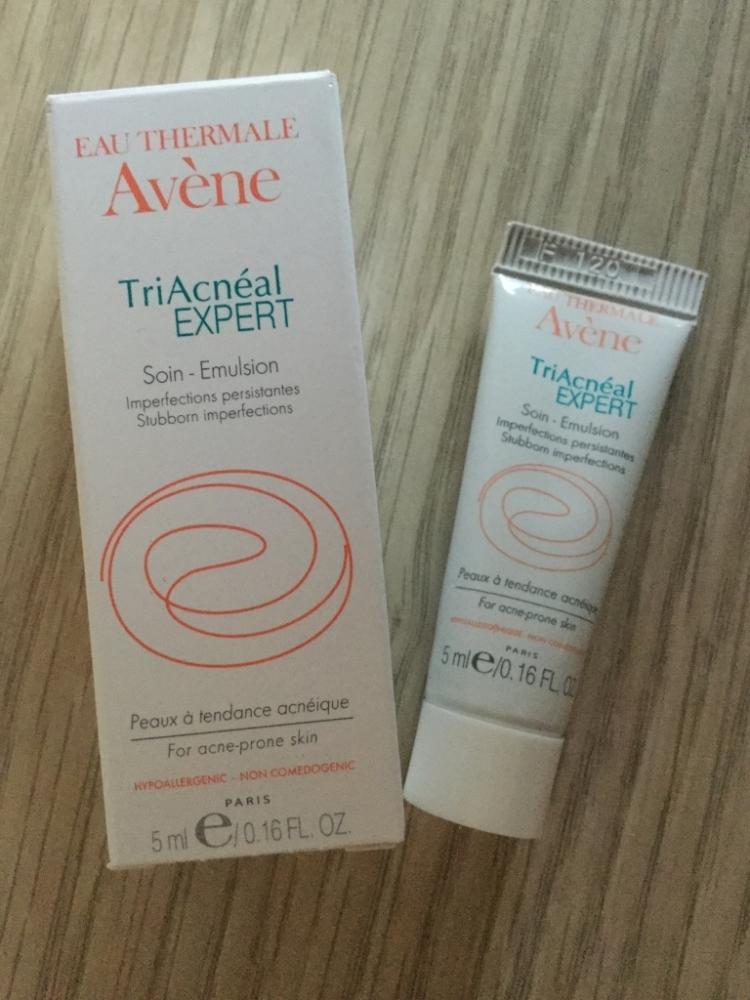 EAU THERMALE
Avène
TriAcnéal
EXPERT
Soin - Emulsion
Imperfections persistantes
Stubborn imperfections
Peaux à tendance acnéique
For acne-prone skin
HYPOALLERGENIC - NON COMEDOGENIC
PARIS
5 ml e/0.16 FL. OZ.
F 120
EAU THERMALE
Avène
TriAcnéal
EXPERT
Soin - Emulsion
Imperfections persistantes
Stubborn imperfections
Peaux à tendance acnéique
For acne-prone skin
PARIS
5 ml e/0.16 FL. OZ